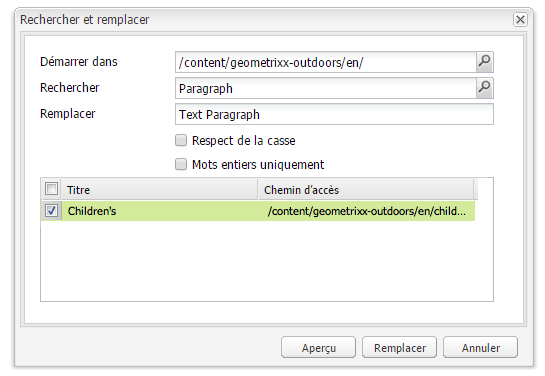 Rechercher et remplacer
Démarrer dans /content/geometrixx-outdoors/en/
Rechercher Paragraph
Remplacer Text Paragraph
Respect de la casse
Mots entiers uniquement
Titre Chemin d'accès
Children's /content/geometrixx-outdoors/en/child...
Aperçu Remplacer Annuler